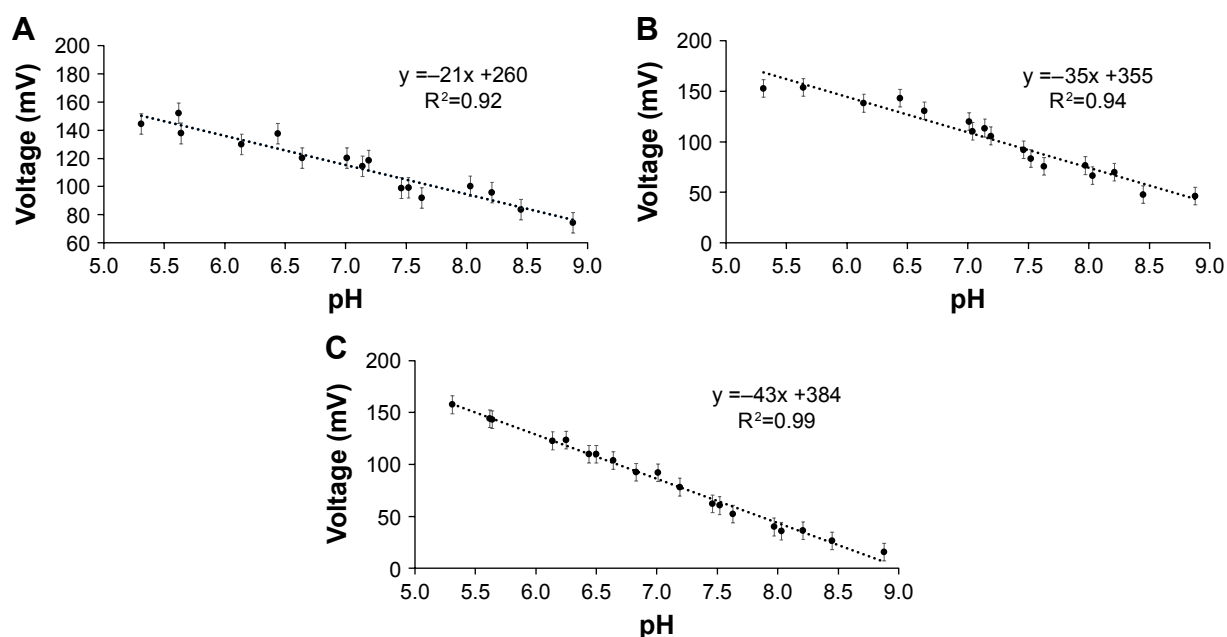 A
Voltage (mV)
200
180
160
140
120
100
80
60
y =–21x +260
R²=0.92
5.0 5.5 6.0 6.5 7.0 7.5 8.0 8.5 9.0
pH
B
Voltage (mV)
200
150
100
50
0
y =–35x +355
R²=0.94
5.0 5.5 6.0 6.5 7.0 7.5 8.0 8.5 9.0
pH
C
Voltage (mV)
200
150
100
50
0
y =–43x +384
R²=0.99
5.0 5.5 6.0 6.5 7.0 7.5 8.0 8.5 9.0
pH